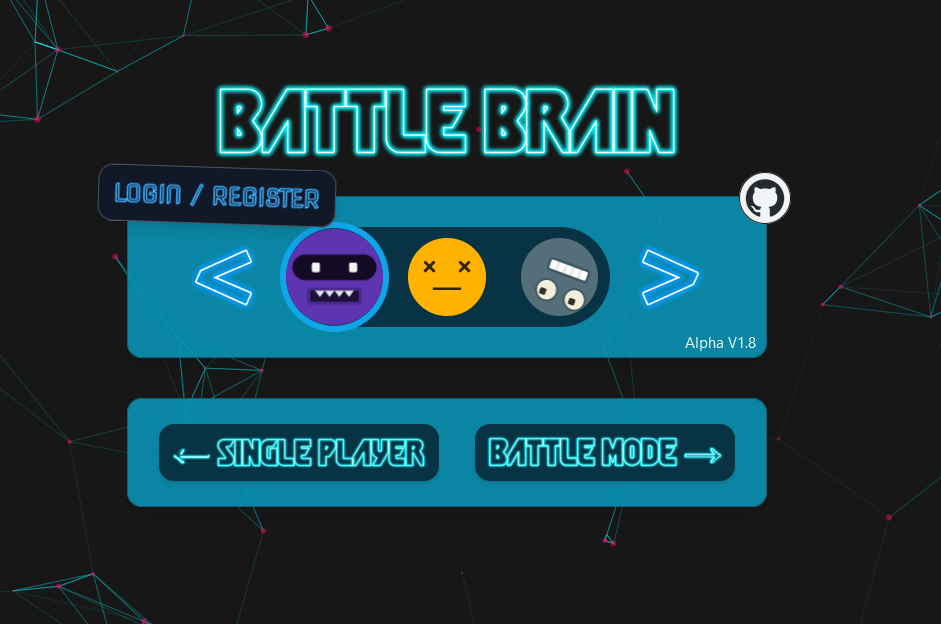 BATTLE BRAIN
LOGIN / REGISTER
< >
Alpha V1.8
← SINGLE PLAYER
BATTLE MODE →